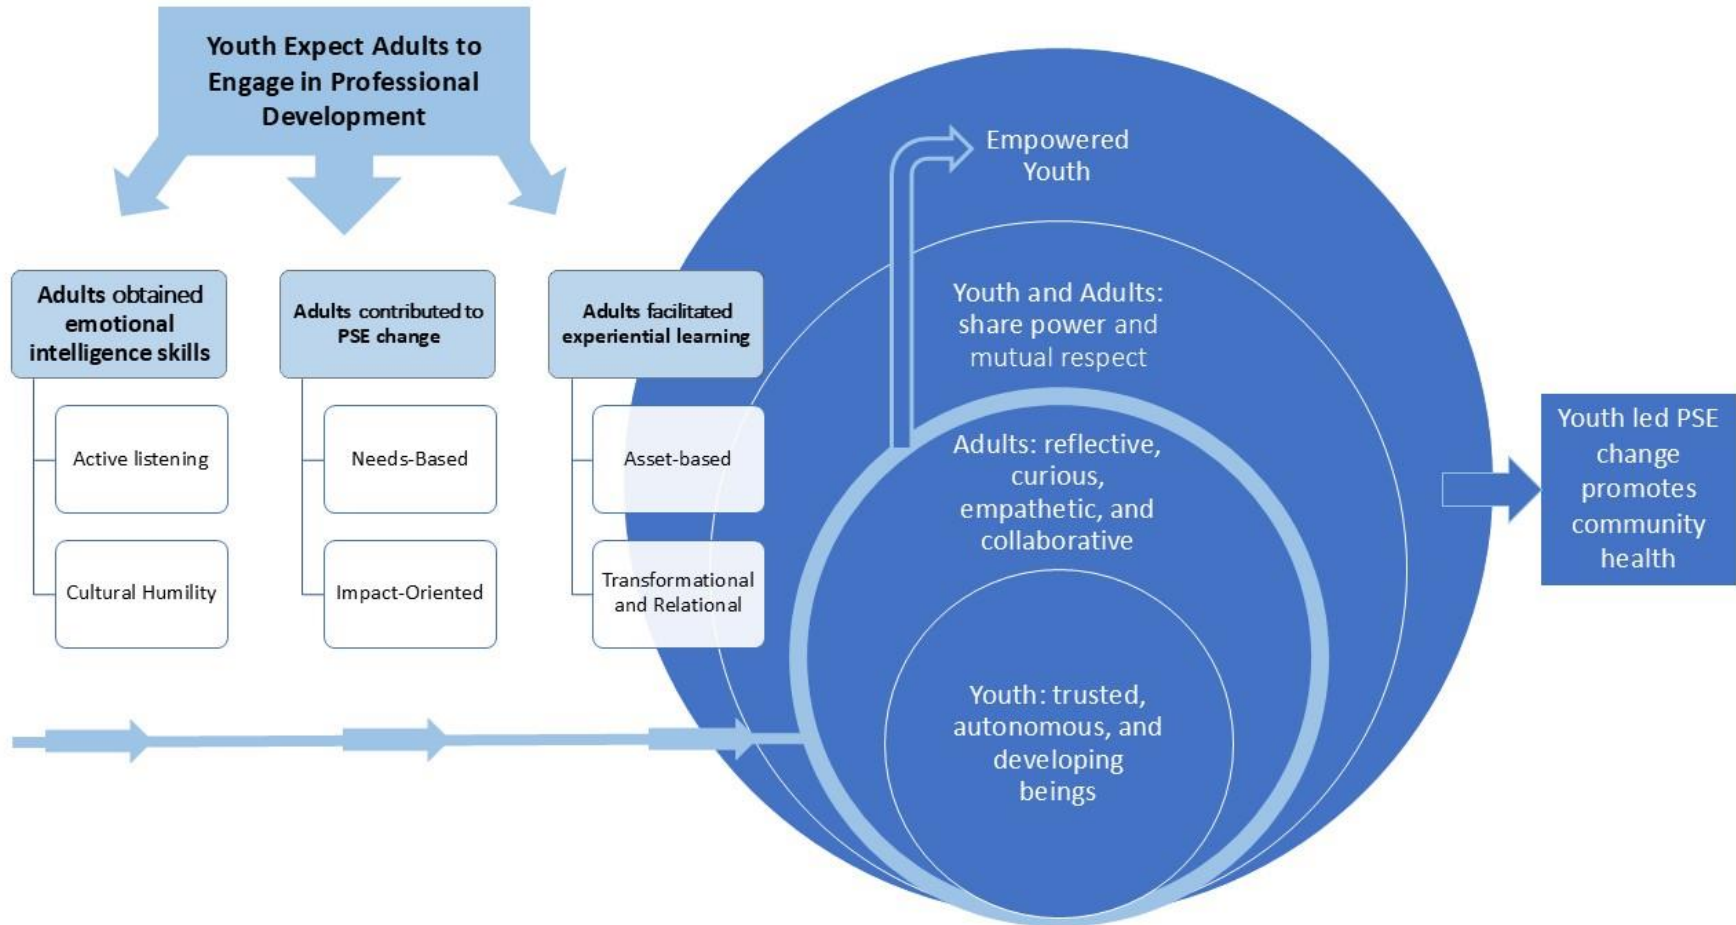 Youth Expect Adults to
Engage in Professional
Development
Adults obtained
emotional
intelligence skills
Active listening
Cultural Humility
Adults contributed to
PSE change
Needs-Based
Impact-Oriented
Adults facilitated
experiential learning
Asset-based
Transformational
and Relational
Empowered
Youth
Youth and Adults:
share power and
mutual respect
Adults: reflective,
curious,
empathetic, and
collaborative
Youth: trusted,
autonomous, and
developing
beings
Youth led PSE
change
promotes
community
health